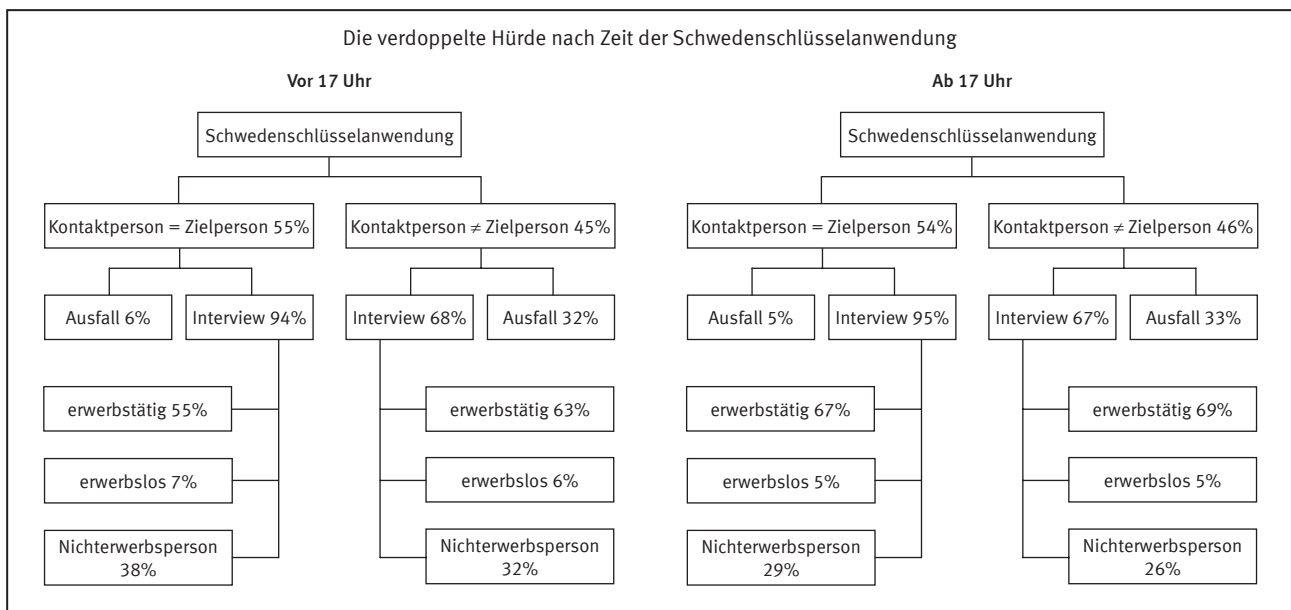 Die verdoppelte Hürde nach Zeit der Schwedenschlüsselanwendung
Vor 17 Uhr
Schwedenschlüsselanwendung
Kontaktperson = Zielperson 55%
Kontaktperson ≠ Zielperson 45%
Ausfall 6%
Interview 94%
Interview 68%
Ausfall 32%
erwerbstätig 55%
erwerbstätig 63%
erwerbslos 7%
erwerbslos 6%
Nichterwerbsperson
38%
Nichterwerbsperson
32%
Ab 17 Uhr
Schwedenschlüsselanwendung
Kontaktperson = Zielperson 54%
Kontaktperson ≠ Zielperson 46%
Ausfall 5%
Interview 95%
Interview 67%
Ausfall 33%
erwerbstätig 67%
erwerbstätig 69%
erwerbslos 5%
erwerbslos 5%
Nichterwerbsperson
29%
Nichterwerbsperson
26%